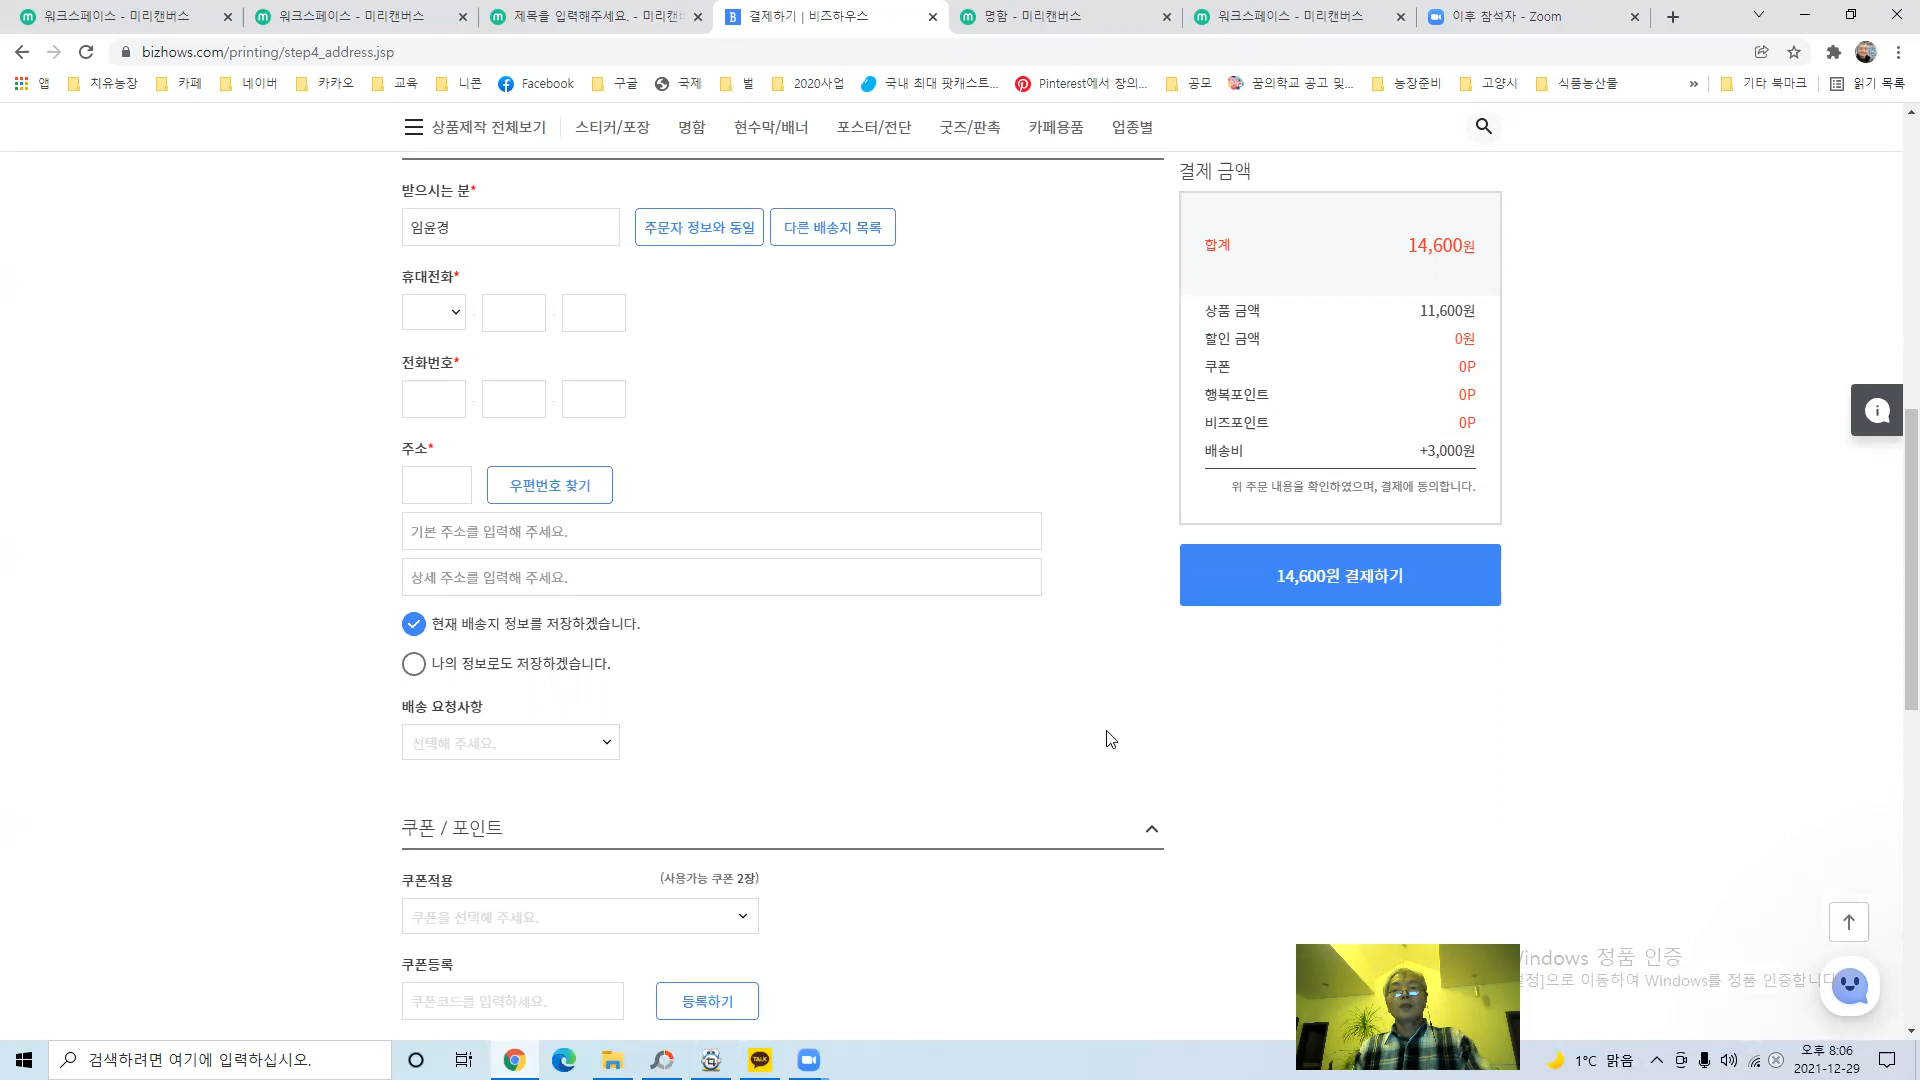 워크스페이스 - 미리캔버스
워크스페이스 - 미리캔버스
제목을 입력해주세요. - 미리캔
결제하기 | 비즈하우스
명함 - 미리캔버스
워크스페이스 - 미리캔버스
이후 참석자 - Zoom
bizhows.com/printing/step4_address.jsp
앱 치유농장 카페 네이버 카카오 교육 니콘 Facebook 구글 국제 벌 2020사업 국내 최대 팟캐스트... Pinterest에서 창의... 공모 꿈의학교 공고 및... 농장준비 고양시 식품농산물 » 기타 북마크 읽기 목록
상품제작 전체보기 스티커/포장 명함 현수막/배너 포스터/전단 굿즈/판촉 카페용품 업종별
받으시는 분*
임윤경 주문자 정보와 동일 다른 배송지 목록
휴대전화*
- -
전화번호*
- -
주소*
우편번호 찾기
기본 주소를 입력해 주세요.
상세 주소를 입력해 주세요.
현재 배송지 정보를 저장하겠습니다.
나의 정보로도 저장하겠습니다.
배송 요청사항
선택해 주세요.
쿠폰 / 포인트
쿠폰적용 (사용가능 쿠폰 2장)
쿠폰을 선택해 주세요.
쿠폰등록
쿠폰코드를 입력하세요. 등록하기
결제 금액
합계 14,600원
상품 금액 11,600원
할인 금액 0원
쿠폰 0P
행복포인트 0P
비즈포인트 0P
배송비 +3,000원
위 주문 내용을 확인하였으며, 결제에 동의합니다.
14,600원 결제하기
Windows 정품 인증
설정]으로 이동하여 Windows를 정품 인증합니다
검색하려면 여기에 입력하십시오.
TALK
1°C 맑음
오후 8:06
2021-12-29